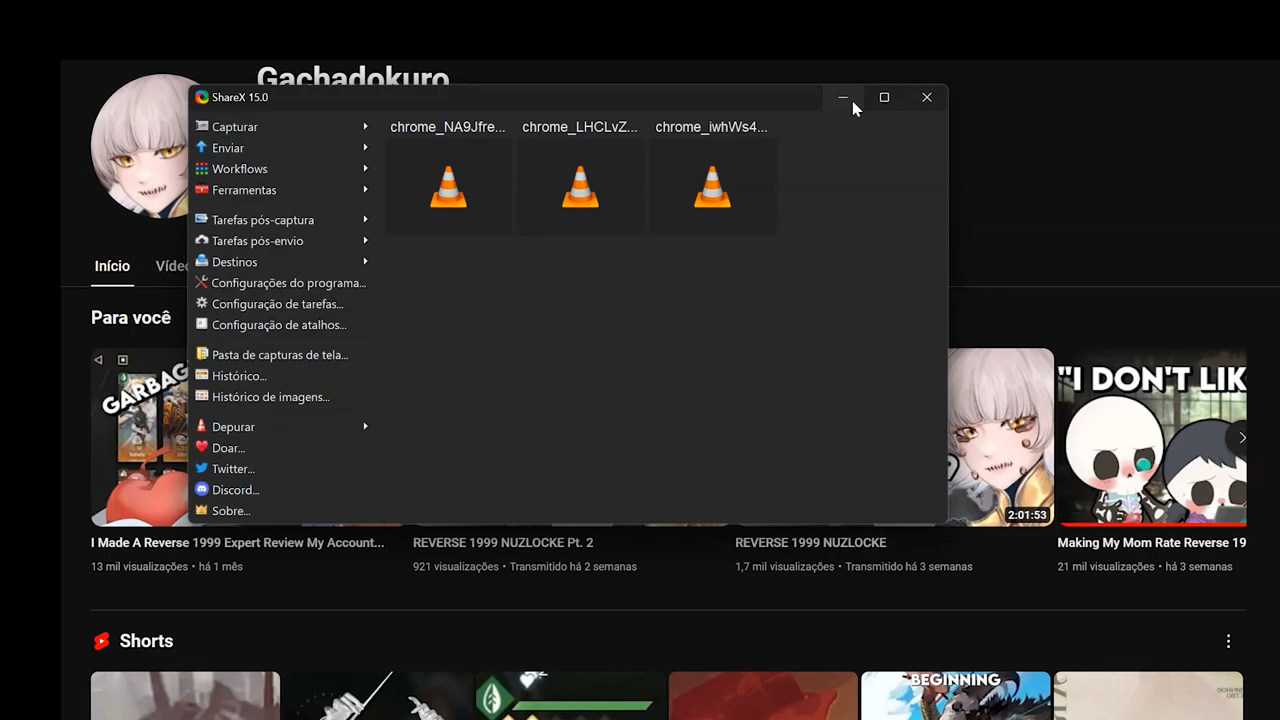 Gachadokuro
ShareX 15.0
Capturar
Enviar
Workflows
Ferramentas
Tarefas pós-captura
Tarefas pós-envio
Destinos
Configurações do programa...
Configuração de tarefas...
Configuração de atalhos...
Pasta de capturas de tela...
Histórico...
Histórico de imagens...
Depurar
Doar...
Twitter...
Discord...
Sobre...
chrome_NA9Jfre...
chrome_LHCLvZ...
chrome_iwhWs4...
Início
Víde
Para você
GARBAG
2:01:53
"I DON'T LIK
I Made A Reverse 1999 Expert Review My Account...
13 mil visualizações • há 1 mês
REVERSE 1999 NUZLOCKE Pt. 2
921 visualizações • Transmitido há 2 semanas
REVERSE 1999 NUZLOCKE
1,7 mil visualizações • Transmitido há 3 semanas
Making My Mom Rate Reverse 19
21 mil visualizações • há 3 semanas
Shorts
BEGINNING